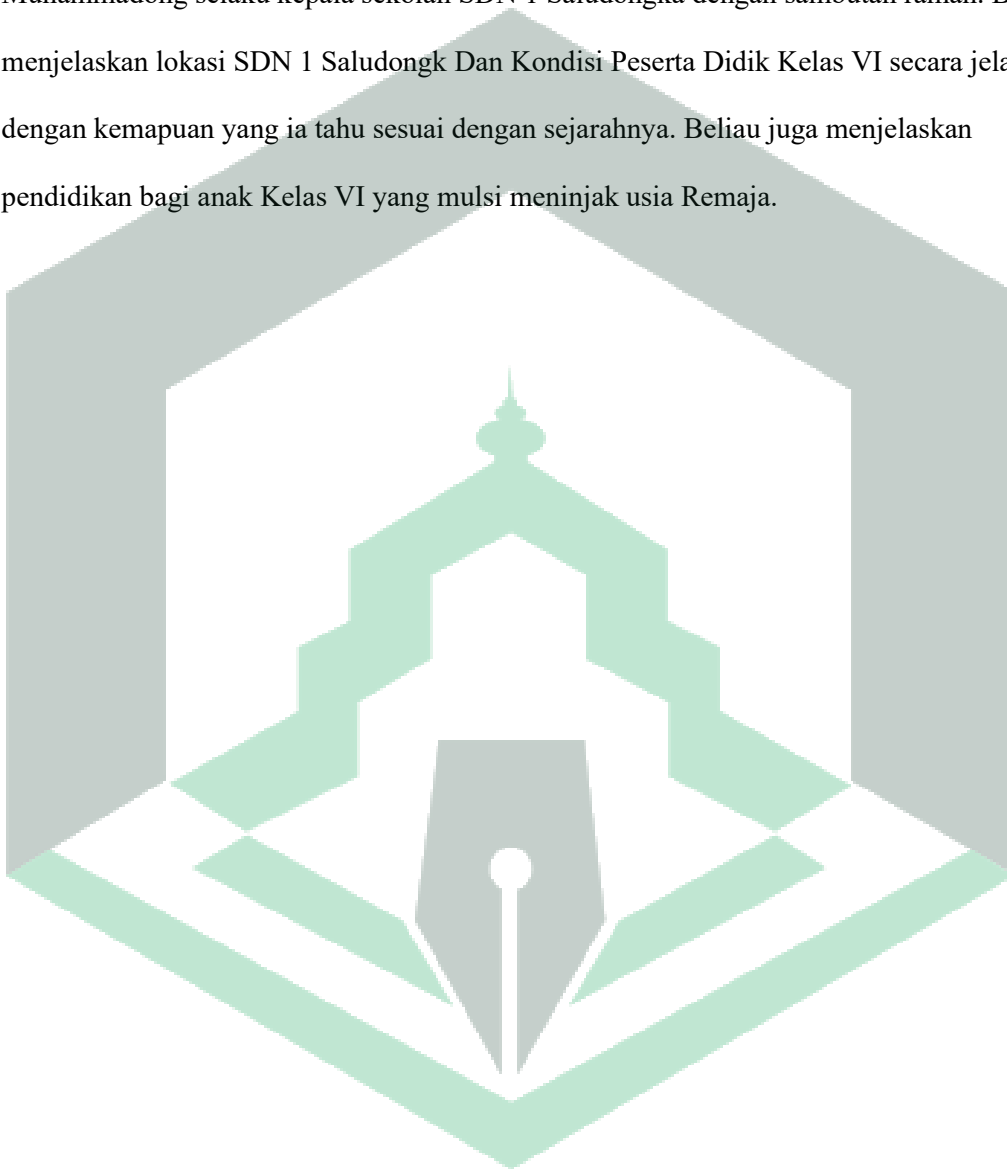 Muhammadong selaku kepala sekolah SDN 1 Saludongka dengan sambutan ramah.
menjelaskan lokasi SDN 1 Saludongk Dan Kondisi Peserta Didik Kelas VI secara jela
dengan kemapuan yang ia tahu sesuai dengan sejarahnya. Beliau juga menjelaskan
pendidikan bagi anak Kelas VI yang mulsi meninjak usia Remaja.